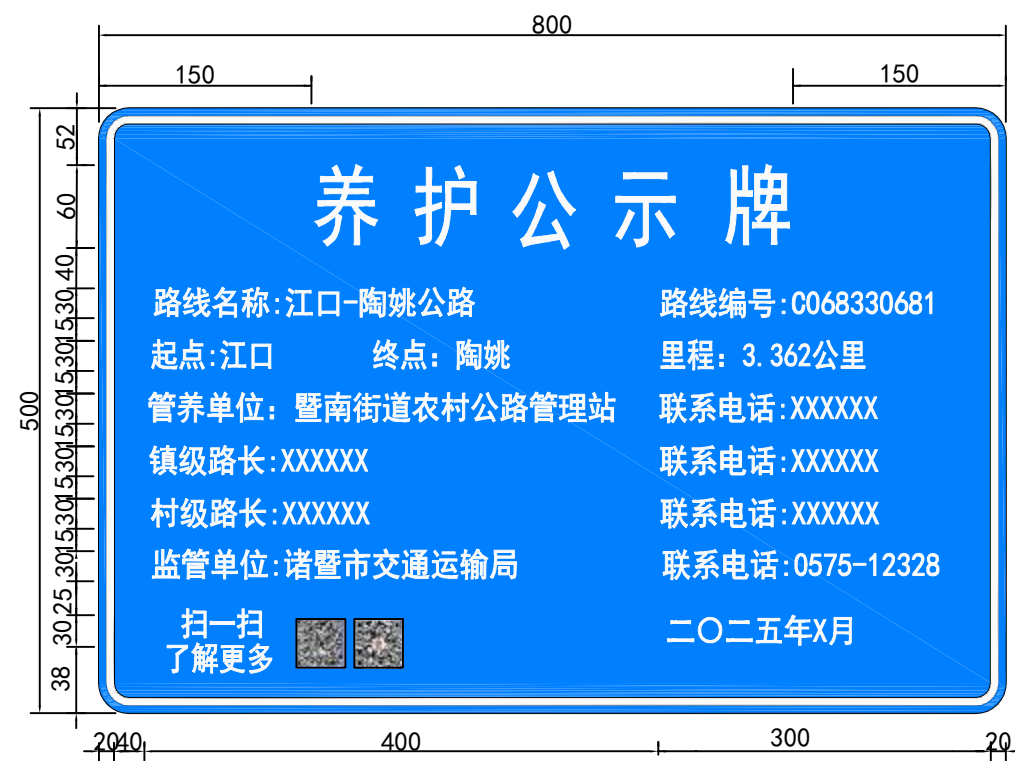 800
150 150
52
养护公示牌
60
40
路线名称:江口-陶姚公路 路线编号:C068330681
30
15
起点:江口 终点：陶姚 里程：3.362公里
30
15
管养单位：暨南街道农村公路管理站 联系电话:XXXXXX
30
15
500
镇级路长:XXXXXX 联系电话:XXXXXX
30
15
村级路长:XXXXXX 联系电话:XXXXXX
30
15
监管单位:诸暨市交通运输局 联系电话:0575-12328
30
25
扫一扫
了解更多
二〇二五年X月
30
38
20 40 400 300 20